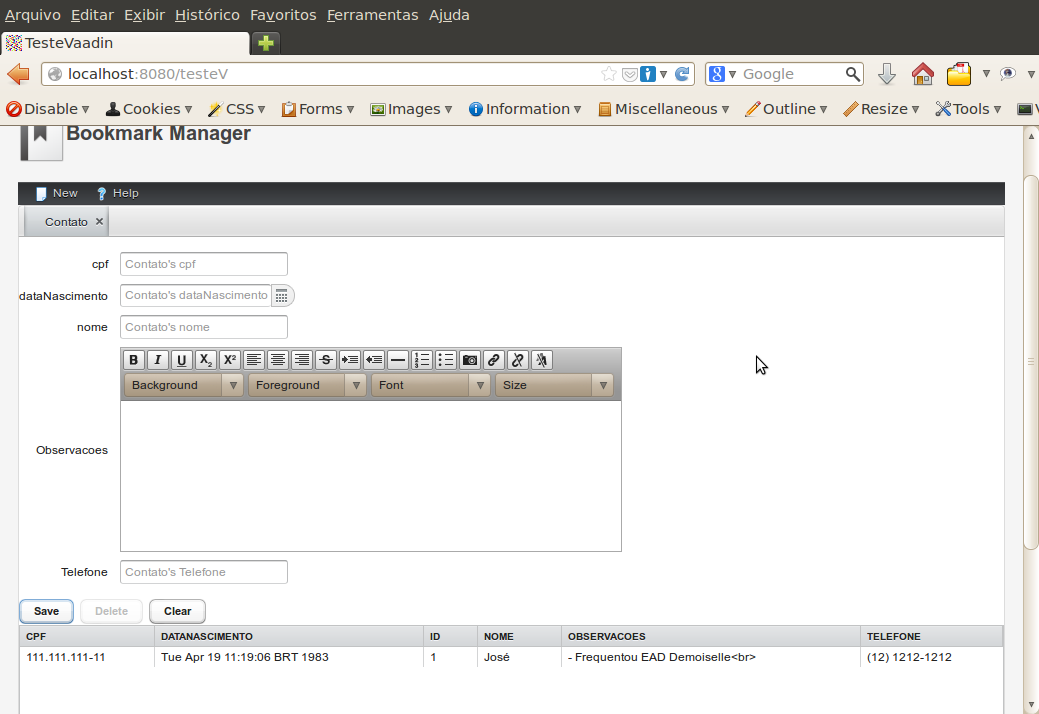 Arquivo Editar Exibir Histórico Favoritos Ferramentas Ajuda
TesteVaadin
localhost:8080/testeV Google
Disable Cookies CSS Forms Images Information Miscellaneous Outline Resize Tools
Bookmark Manager
New Help
Contato
cpf Contato's cpf
dataNascimento Contato's dataNascimento
nome Contato's nome
B I U X2 X2 S
Background Foreground Font Size
Observacoes
Telefone Contato's Telefone
Save Delete Clear
CPF DATANASCIMENTO ID NOME OBSERVACOES TELEFONE
111.111.111-11 Tue Apr 19 11:19:06 BRT 1983 1 José - Frequentou EAD Demoiselle<br> (12) 1212-1212